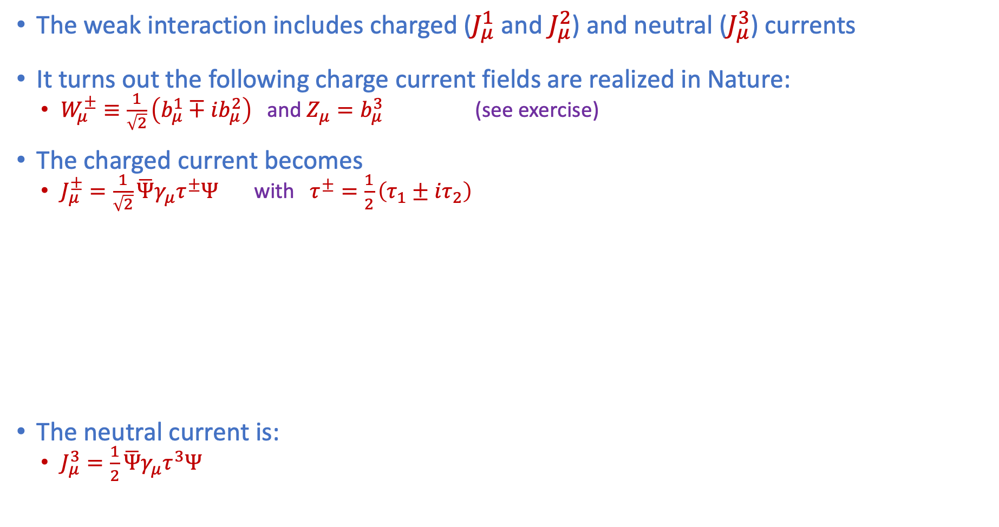 • The weak interaction includes charged ($J_\mu^1$ and $J_\mu^2$) and neutral ($J_\mu^3$) currents
• It turns out the following charge current fields are realized in Nature:
• $W_\mu^\pm \equiv \frac{1}{\sqrt{2}}(b_\mu^1 \mp ib_\mu^2)$ and $Z_\mu = b_\mu^3$ (see exercise)
• The charged current becomes
• $J_\mu^\pm = \frac{1}{\sqrt{2}}\overline{\Psi}\gamma_\mu\tau^\pm\Psi$ with $\tau^\pm = \frac{1}{2}(\tau_1 \pm i\tau_2)$
• The neutral current is:
• $J_\mu^3 = \frac{1}{2}\overline{\Psi}\gamma_\mu\tau^3\Psi$